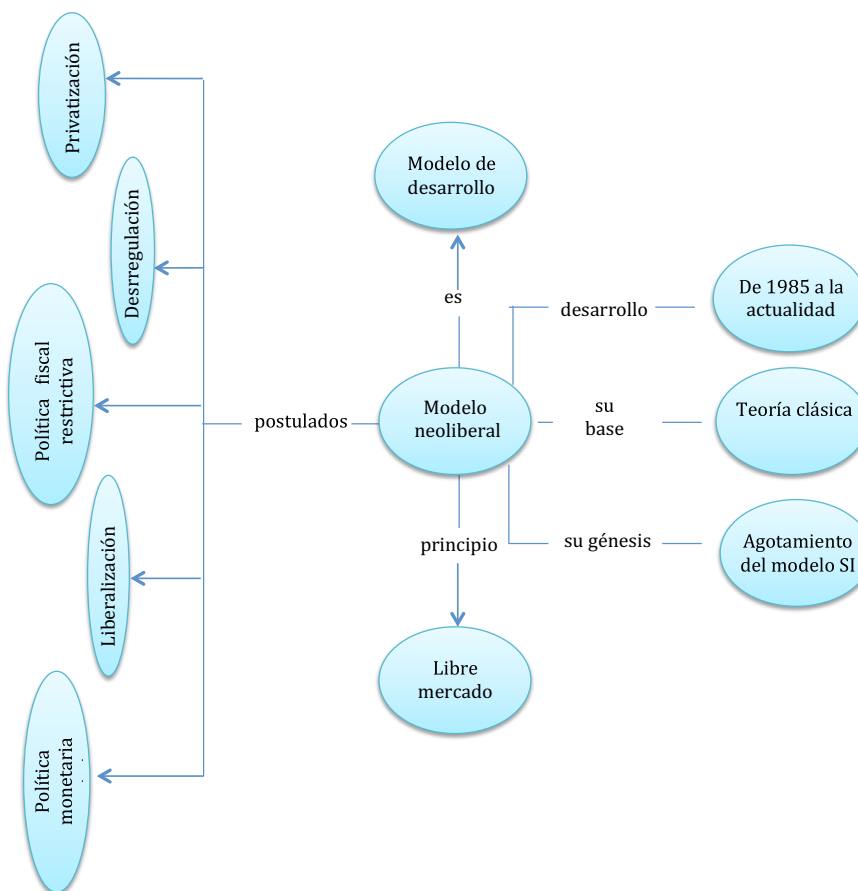 Privatización
Desrregulación
Política fiscal
restrictiva
Liberalización
Política
monetaria
postulados
Modelo de
desarrollo
es
Modelo
neoliberal
principio
Libre
mercado
desarrollo
De 1985 a la
actualidad
su
base
Teoría clásica
su génesis
Agotamiento
del modelo SI